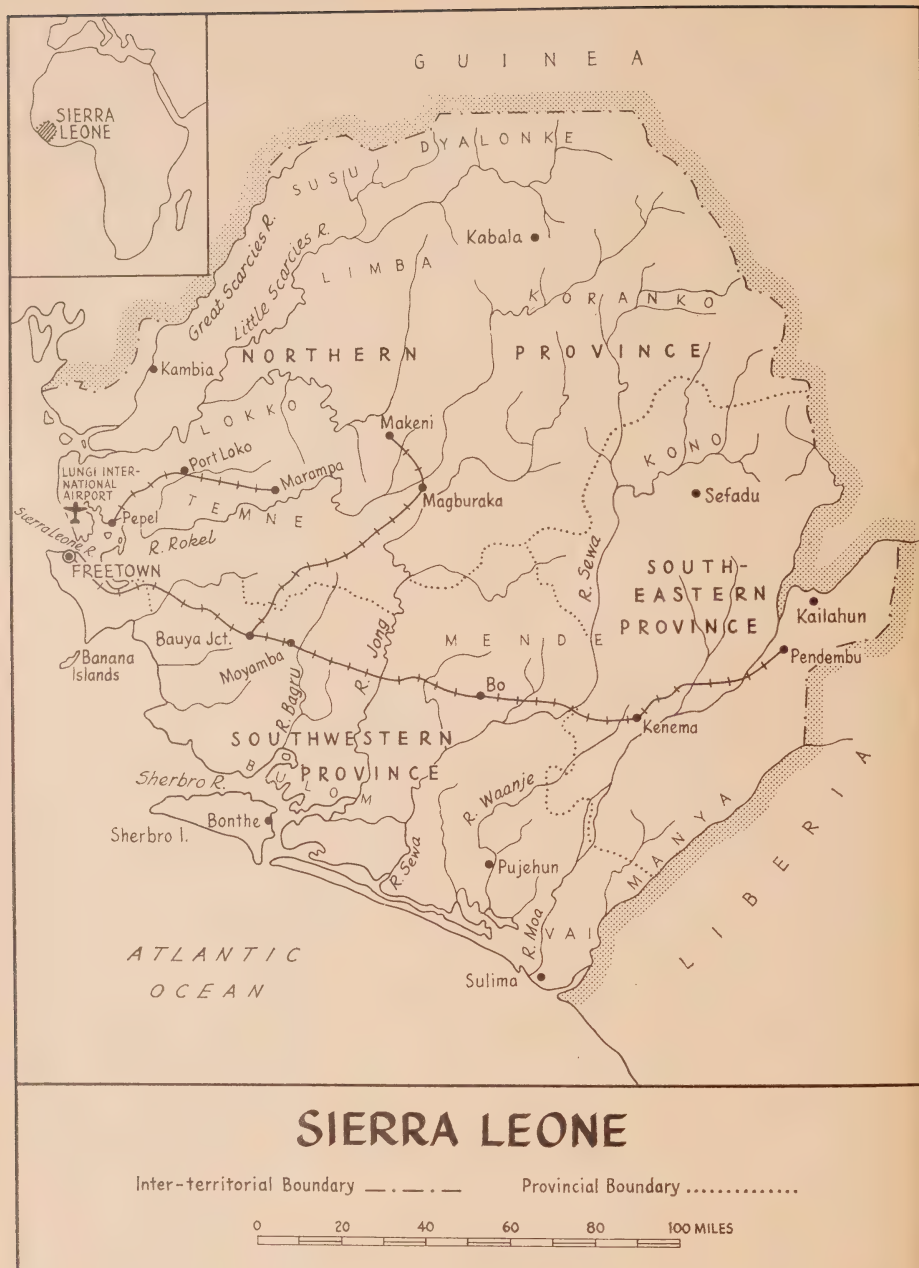 GUINEA
SIERRA
LEONE
DYALONKE
SUSU
Great Scarcies R.
Little Scarcies R.
Kabala
LIMBA
KORANKO
NORTHERN PROVINCE
Kambia
LOKKO
Makeni
KONO
Port Loko
LUNGI INTER-
NATIONAL
AIRPORT
Marampa
Magburaka
Sefadu
TEMNE
Pepel
Sierra Leone R.
R. Rokel
FREETOWN
R. Sewa
SOUTH-
EASTERN
PROVINCE
Kailahun
Bauya Jct.
R. Jong
MENDE
Pendembu
Banana
Islands
Moyamba
R. Bagru
Bo
Kenema
SOUTHWESTERN
PROVINCE
BULOM
Sherbro R.
R. Waanje
Sherbro I.
Bonthe
R. Sewa
Pujehun
MANYA
LIBERIA
R. Moa
VAI
ATLANTIC
OCEAN
Sulima
SIERRA LEONE
Inter-territorial Boundary
Provincial Boundary
0 20 40 60 80 100 MILES